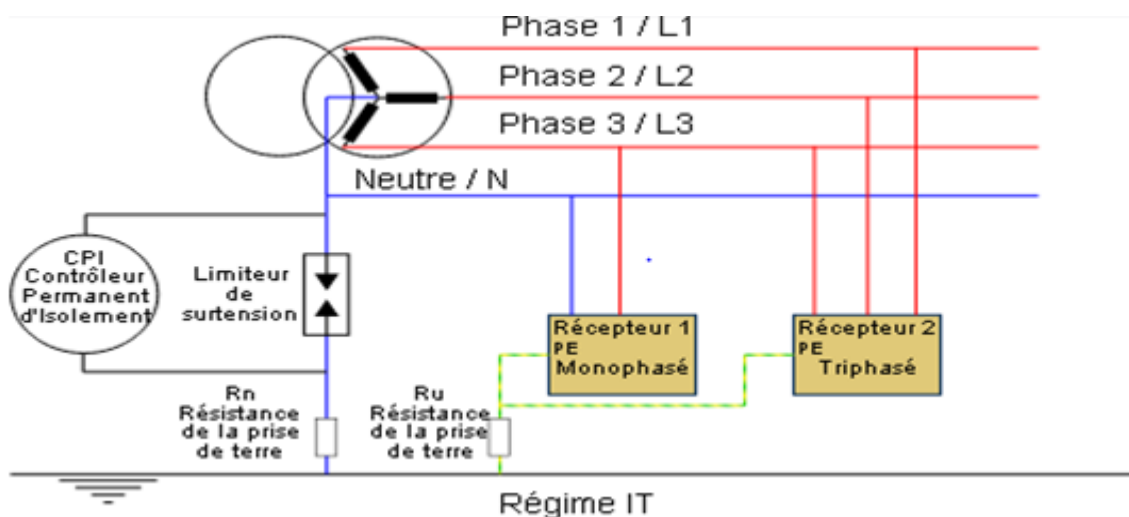 Phase 1 / L1
Phase 2 / L2
Phase 3 / L3
Neutre / N
CPI
Contrôleur
Permanent
d'Isolement
Limiteur
de
surtension
Récepteur 1
PE
Monophasé
Récepteur 2
PE
Triphasé
Rn
Résistance
de la prise
de terre
Ru
Résistance
de la prise
de terre
Régime IT